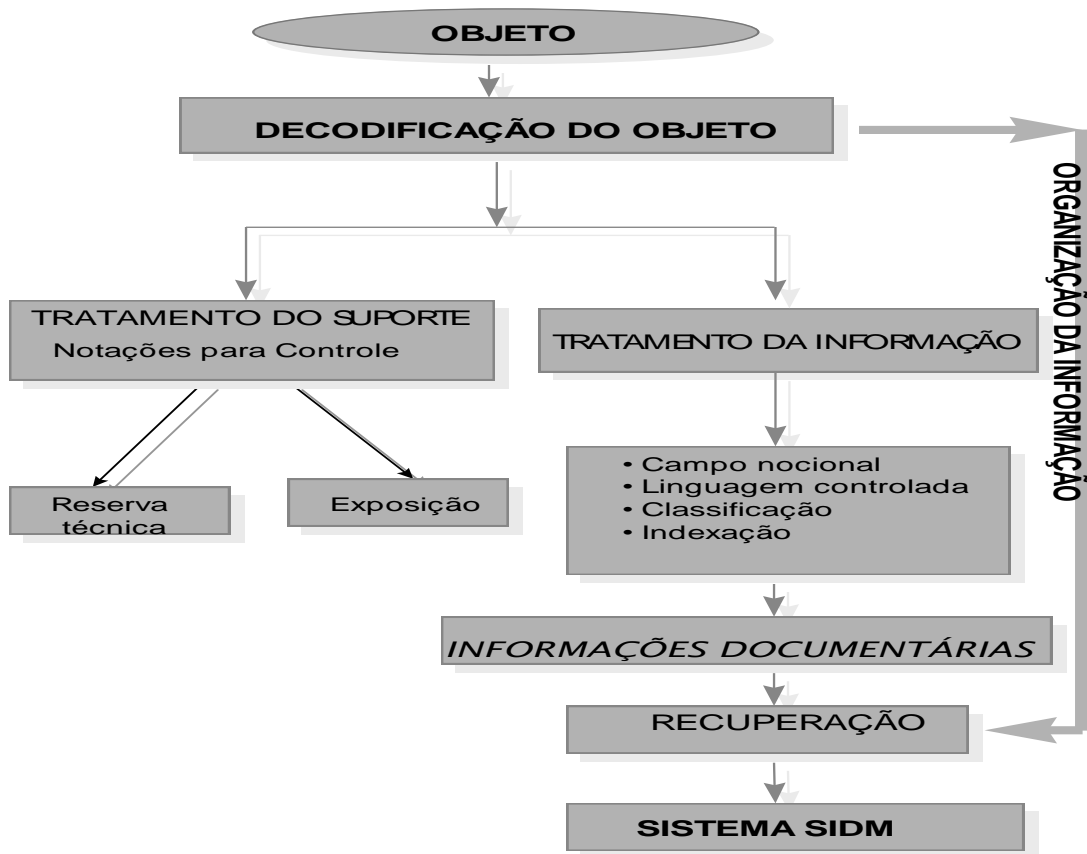 OBJETO
DECODIFICAÇÃO DO OBJETO
ORGANIZAÇÃO DA INFORMAÇÃO
TRATAMENTO DO SUPORTE
Notações para Controle
TRATAMENTO DA INFORMAÇÃO
Reserva
técnica
Exposição
• Campo nocional
• Linguagem controlada
• Classificação
• Indexação
INFORMAÇÕES DOCUMENTÁRIAS
RECUPERAÇÃO
SISTEMA SIDM